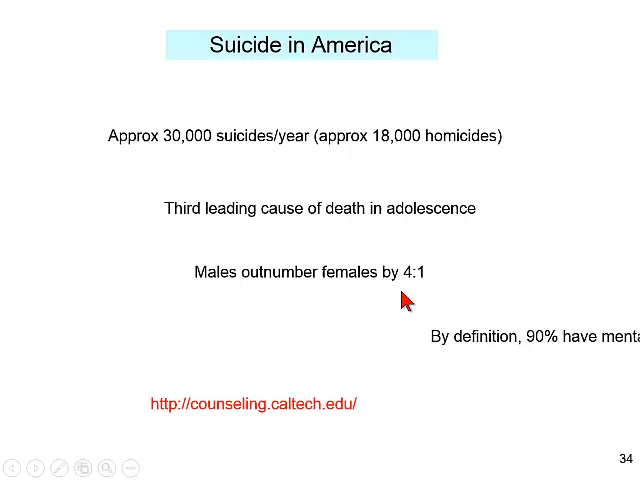 Suicide in America
Approx 30,000 suicides/year (approx 18,000 homicides)
Third leading cause of death in adolescence
Males outnumber females by 4:1
By definition, 90% have
http://counseling.caltech.edu/
34